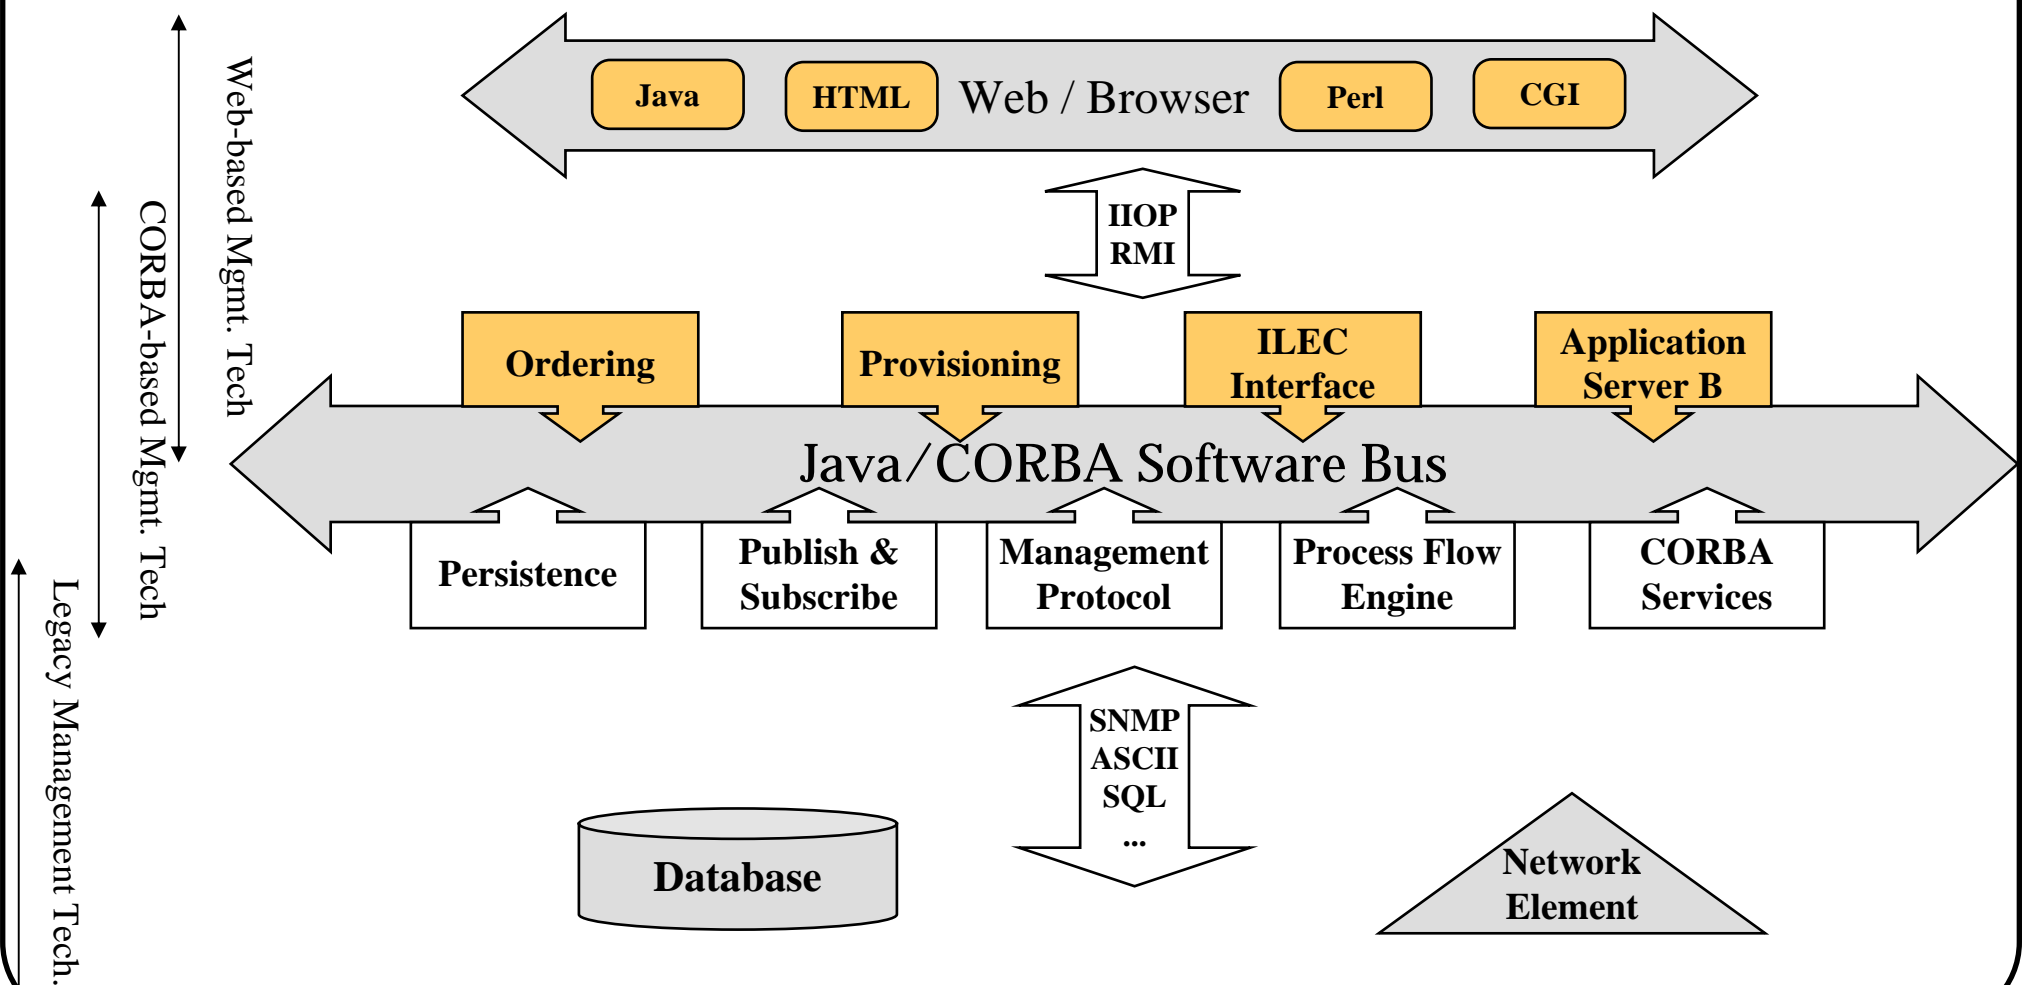 Web-based Mgmt. Tech
CORBA-based Mgmt. Tech
Legacy Management Tech.
Java
HTML
Web / Browser
Perl
CGI
IIOP
RMI
Ordering
Provisioning
ILEC
Interface
Application
Server B
Java/CORBA Software Bus
Persistence
Publish &
Subscribe
Management
Protocol
Process Flow
Engine
CORBA
Services
SNMP
ASCII
SQL
...
Database
Network
Element